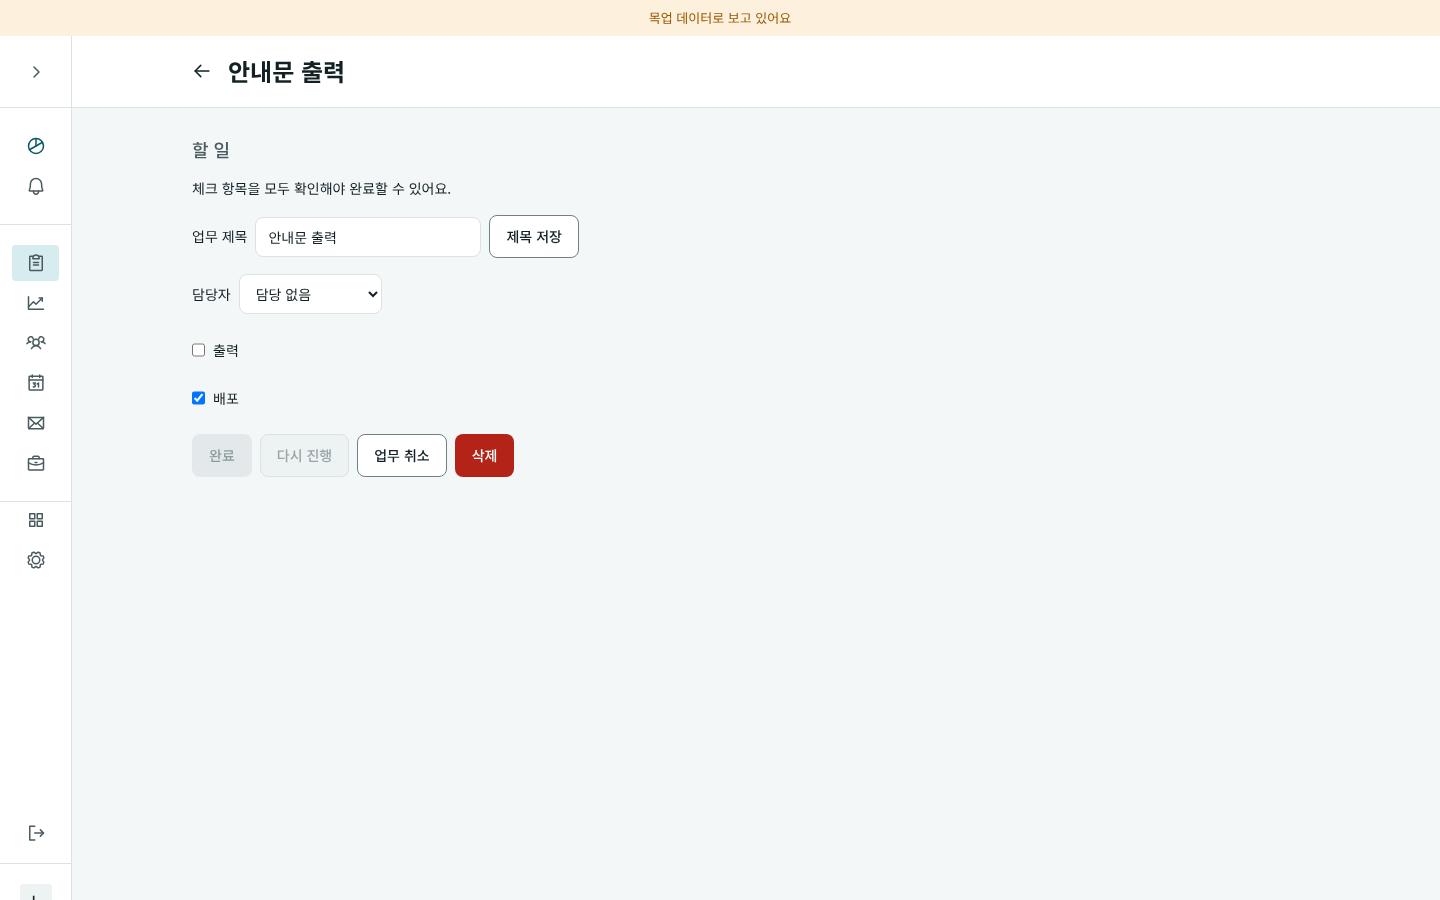 목업 데이터로 보고 있어요
안내문 출력
할 일
체크 항목을 모두 확인해야 완료할 수 있어요.
업무 제목 안내문 출력 제목 저장
담당자 담당 없음
출력
배포
완료 다시 진행 업무 취소 삭제
31